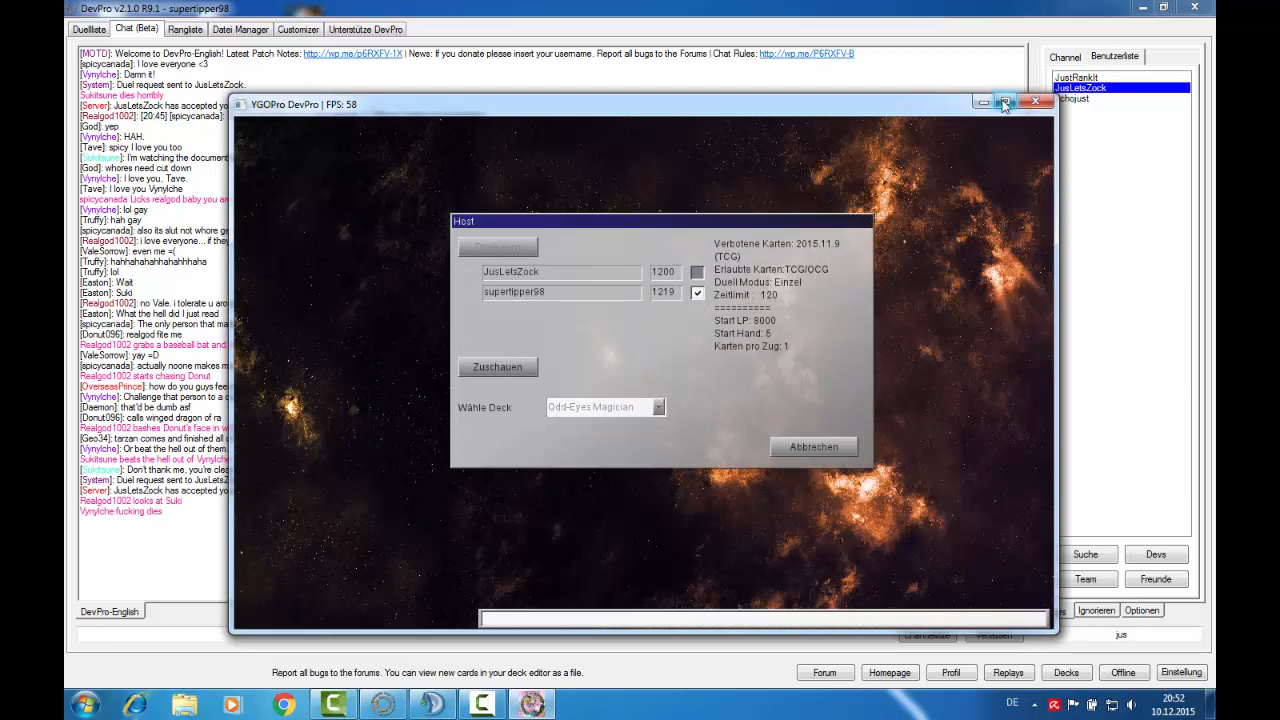 DevPro v2.1.0 R9.1 - supertipper98
Duelliste
Chat (Beta)
Rangliste
Datei Manager
Customizer
Unterstütze DevPro
[MOTD]: Welcome to DevPro-English! Latest Patch Notes: http://wp.me/p6RXFV-1X | News: If you donate please insert your username. Report all bugs to the Forums | Chat Rules: http://wp.me/P6RXFV-B
[spicycanada]: I love everyone <3
[Vynylche]: Damn it!
[System]: Duel request sent to JusLetsZock.
Sukitsune dies horribly
[Server]: JusLetsZock has accepted yo
[Realgod1002]: [20:45] [spicycanada]:
[God]: yep
[Vynylche]: HAH.
[Tave]: spicy I love you too
[Sukitsune]: I'm watching the document
[God]: whores need cut down
[Vynylche]: I love you, Tave.
[Tave]: I love you Vynylche
spicycanada Licks realgod baby you are
[Vynylche]: lol gay
[Truffy]: hah gay
[spicycanada]: also its slut not whore ge
[Realgod1002]: i love everyone... if they
[ValeSorrow]: even me =(
[Truffy]: hahhahahahahahhhaha
[Truffy]: lol
[Easton]: Wait
[Easton]: Suki
[Realgod1002]: no Vale. i tolerate u aro
[Easton]: What the hell did I just read
[spicycanada]: The only person that ma
[Donut096]: realgod fite me
Realgod1002 grabs a baseball bat and
[ValeSorrow]: yay =D
[spicycanada]: actually noone makes m
Realgod1002 starts chasing Donut
[OverseasPrince]: how do you guys feel
[Vynylche]: Challenge that person to a d
[Daemon]: that'd be dumb asf
[Donut096]: calls winged dragon of ra
Realgod1002 bashes Donut's face in w
[Geo34]: tarzan comes and finished all o
[Vynylche]: Or beat the hell out of them.
Sukitsune beats the hell out of Vynylche
[Sukitsune]: Don't thank me, you're clea
[System]: Duel request sent to JusLetsZ
[Server]: JusLetsZock has accepted yo
Realgod1002 looks at Suki
Vynylche fucking dies
DevPro-English
Channel
Benutzerliste
JustRankIt
JusLetsZock
chojust
YGOPro DevPro | FPS: 58
Host
JusLetsZock
1200
supertipper98
1219
Verbotene Karten: 2015.11.9
(TCG)
Erlaubte Karten:TCG/OCG
Duell Modus: Einzel
Zeitlimit : 120
==========
Start LP: 8000
Start Hand: 5
Karten pro Zug: 1
Zuschauen
Wähle Deck
Odd-Eyes Magician
Abbrechen
Suche
Devs
Team
Freunde
Ignorieren
Optionen
jus
Report all bugs to the forums. You can view new cards in your deck editor as a file.
Forum
Homepage
Profil
Replays
Decks
Offline
Einstellung
DE
20:52
10.12.2015